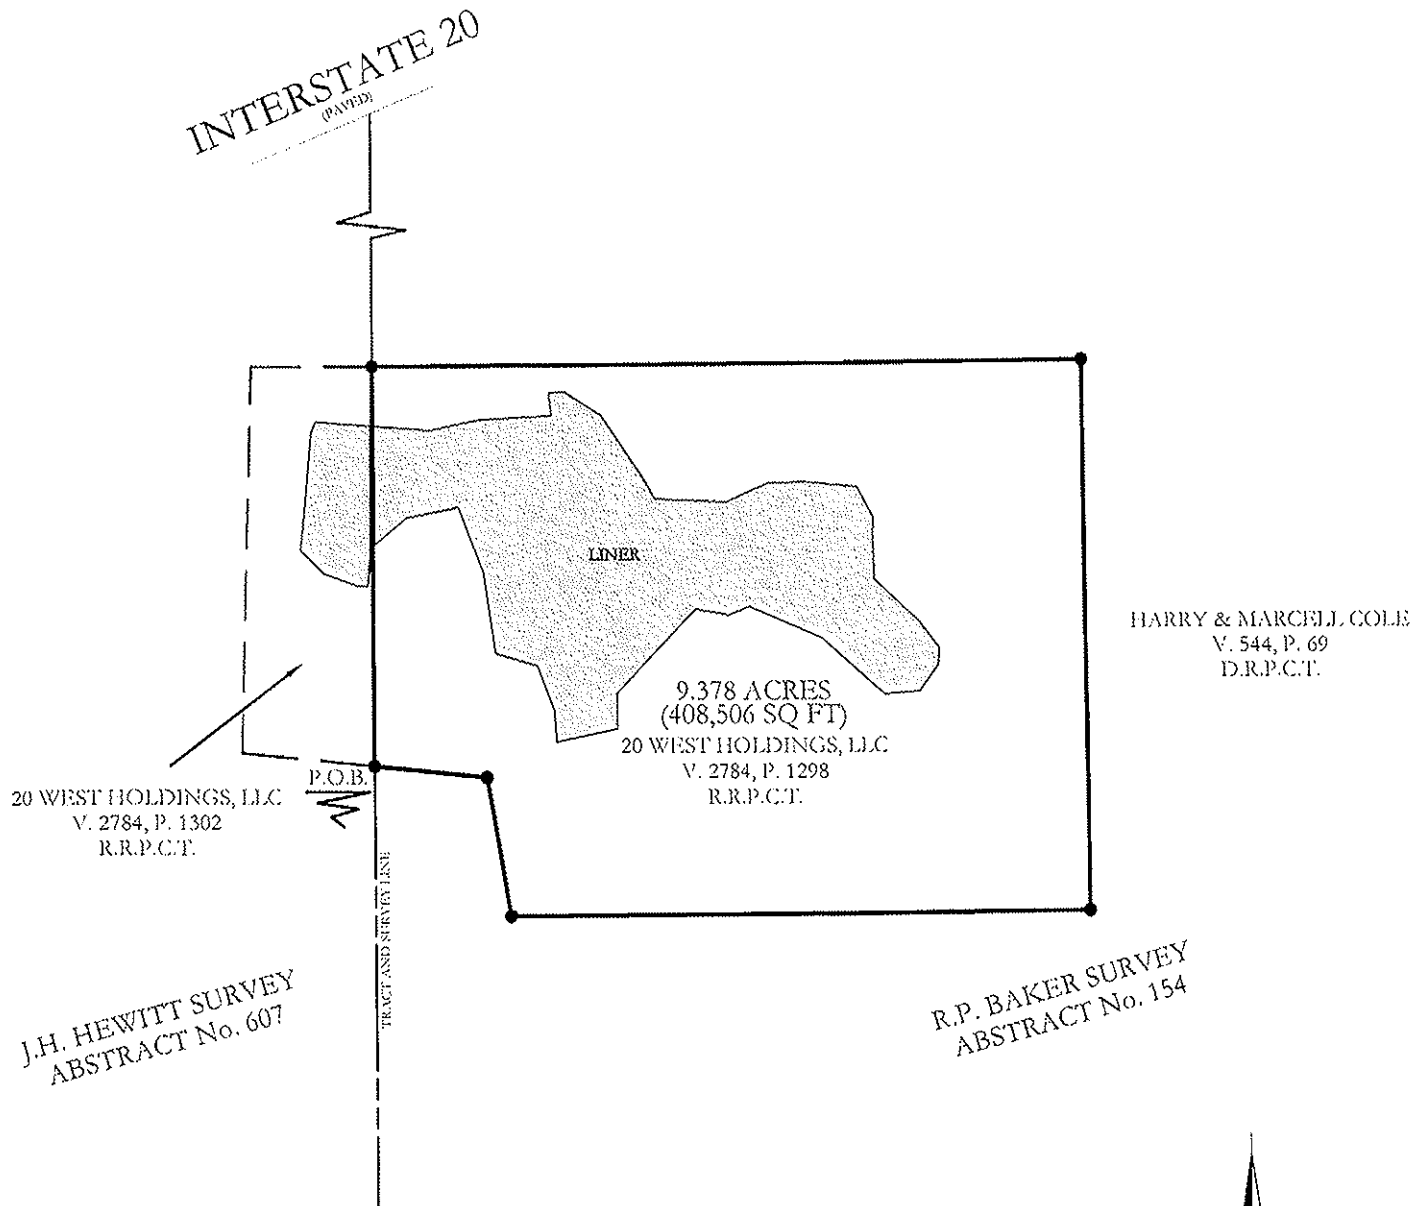 INTERSTATE 20
(PAVED)
LINER
HARRY & MARCELL COLE
V. 544, P. 69
D.R.P.C.T.
9.378 ACRES
(408,506 SQ FT)
20 WEST HOLDINGS, LLC
V. 2784, P. 1298
R.R.P.C.T.
P.O.B.
20 WEST HOLDINGS, LLC
V. 2784, P. 1302
R.R.P.C.T.
TRACT AND SURVEY LINE
J.H. HEWITT SURVEY
ABSTRACT No. 607
R.P. BAKER SURVEY
ABSTRACT No. 154